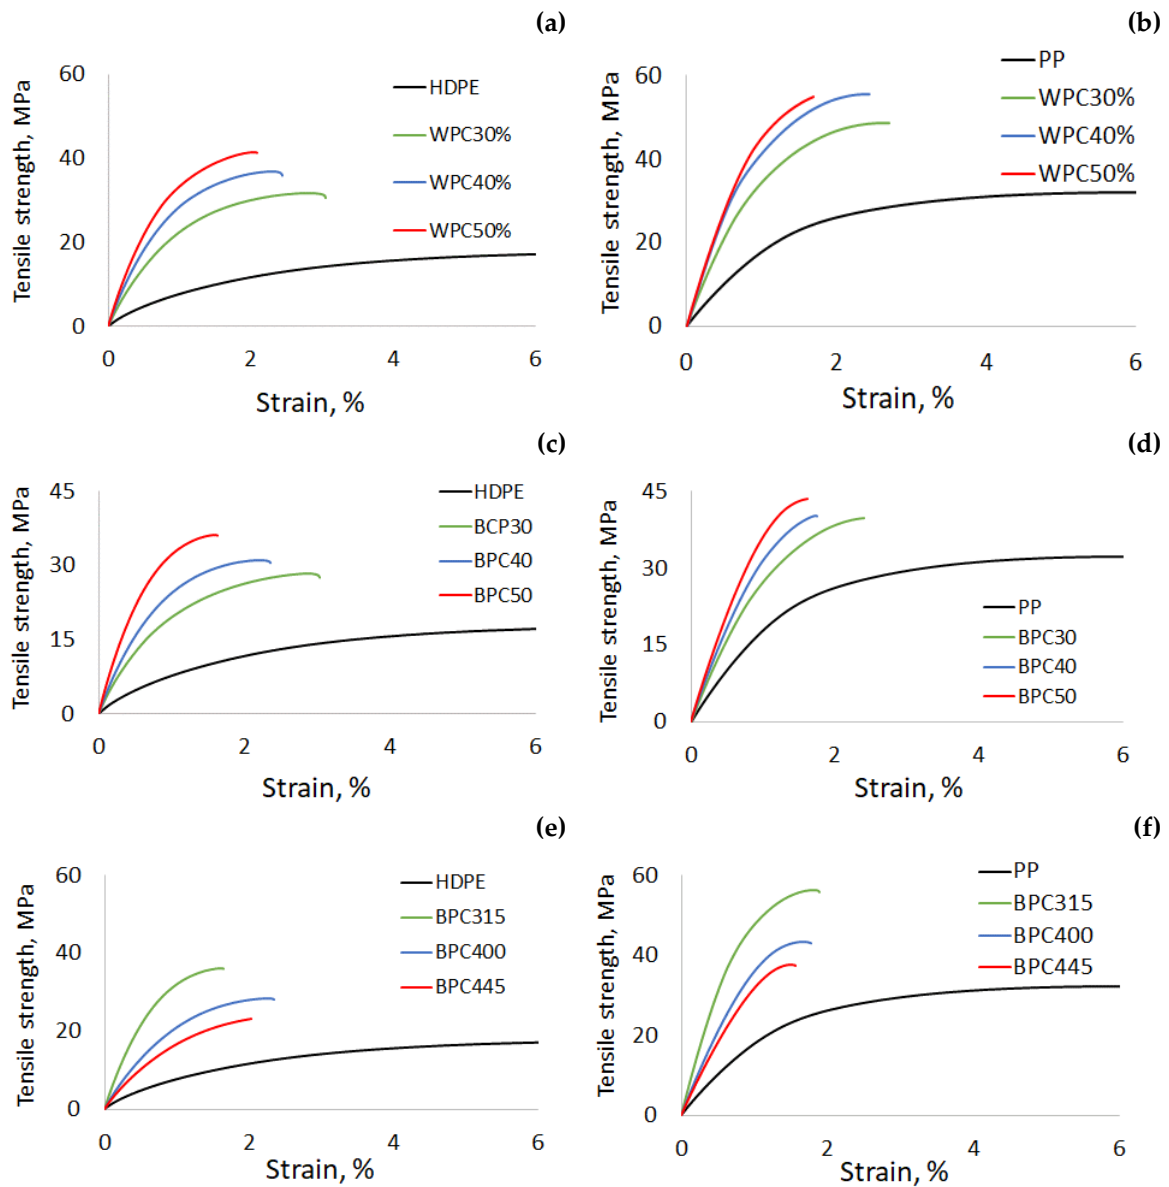 (a)
Tensile strength, MPa
60
40
20
0
0 2 4 6
Strain, %
HDPE
WPC30%
WPC40%
WPC50%
(b)
Tensile strength, MPa
60
40
20
0
0 2 4 6
Strain, %
PP
WPC30%
WPC40%
WPC50%
(c)
Tensile strength, MPa
45
30
15
0
0 2 4 6
Strain, %
HDPE
BCP30
BPC40
BPC50
(d)
Tensile strength, MPa
45
30
15
0
0 2 4 6
Strain, %
PP
BPC30
BPC40
BPC50
(e)
Tensile strength, MPa
60
40
20
0
0 2 4 6
Strain, %
HDPE
BPC315
BPC400
BPC445
(f)
Tensile strength, MPa
60
40
20
0
0 2 4 6
Strain, %
PP
BPC315
BPC400
BPC445